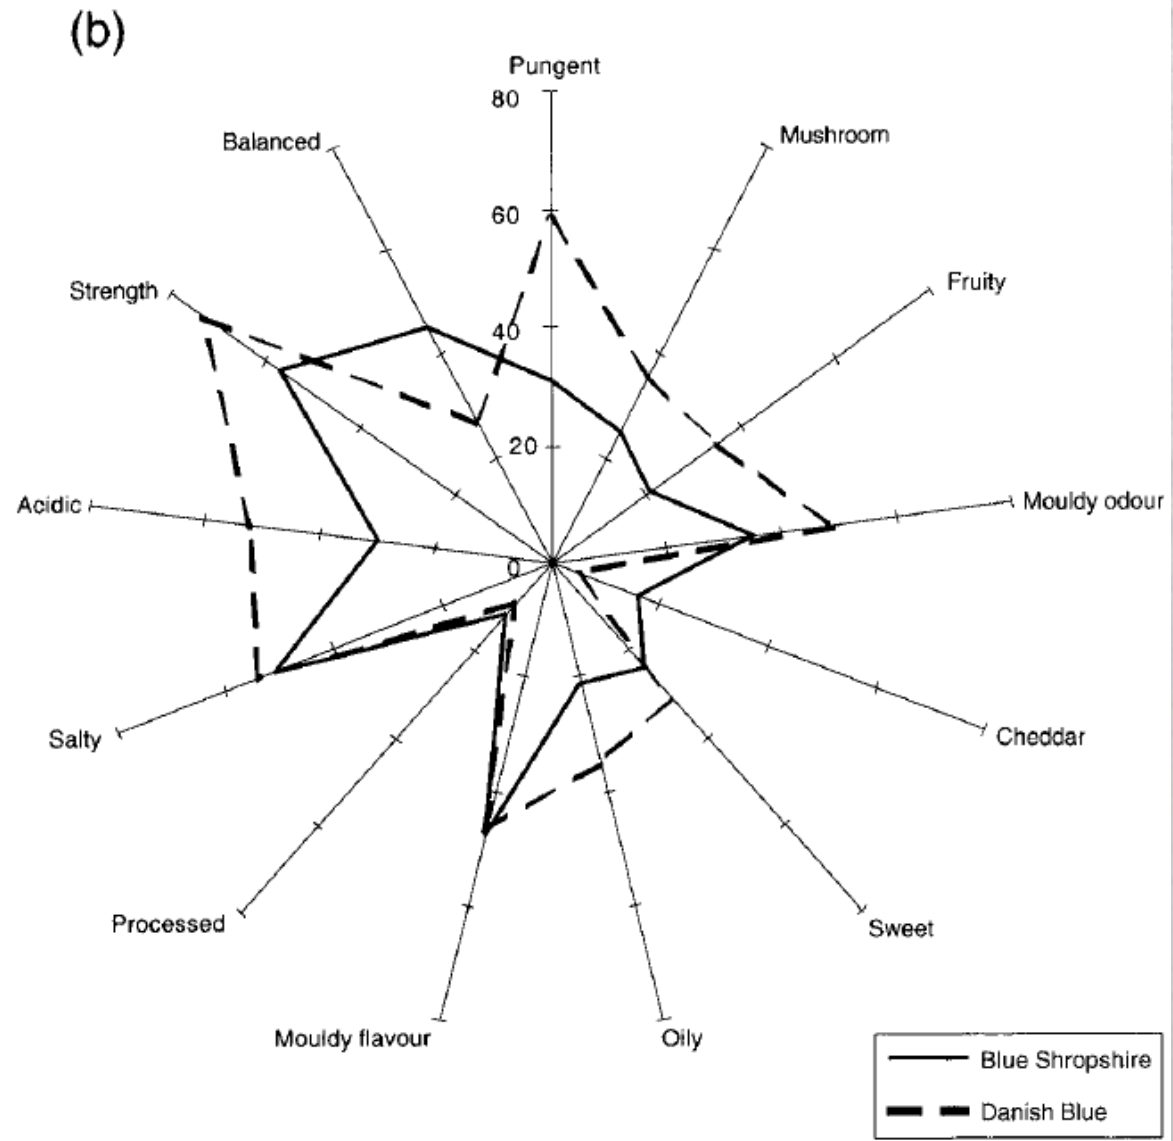 (b)
Pungent
80
Mushroom
Balanced
60
Fruity
Strength
40
20
Acidic
Mouldy odour
0
Salty
Cheddar
Processed
Sweet
Mouldy flavour
Oily
Blue Shropshire
Danish Blue